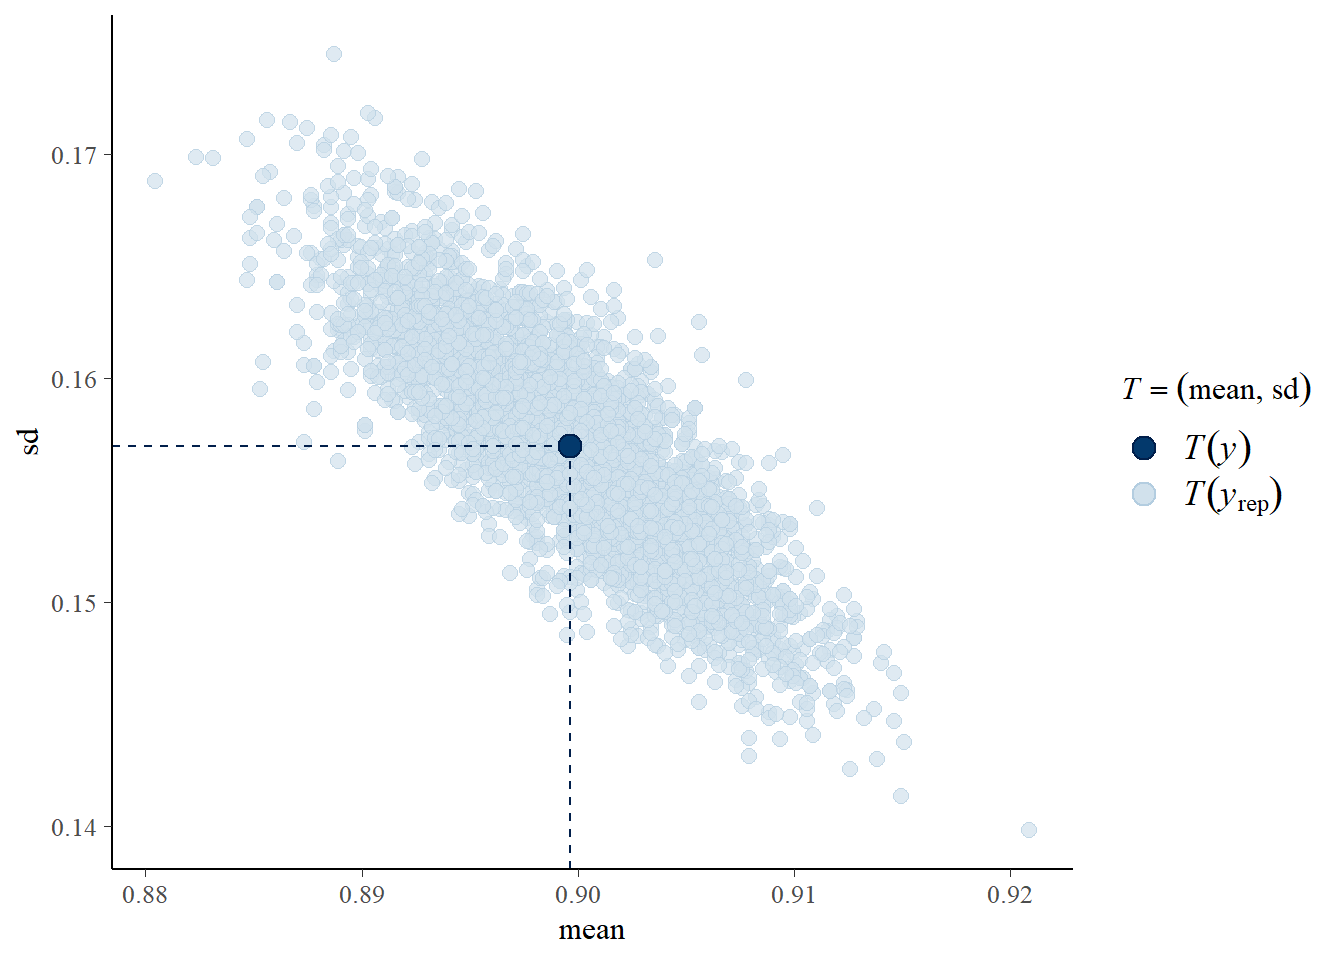 0.17
0.16
0.15
0.14
sd
0.88 0.89 0.90 0.91 0.92
mean
T = (mean, sd)
T(y)
T(yrep)